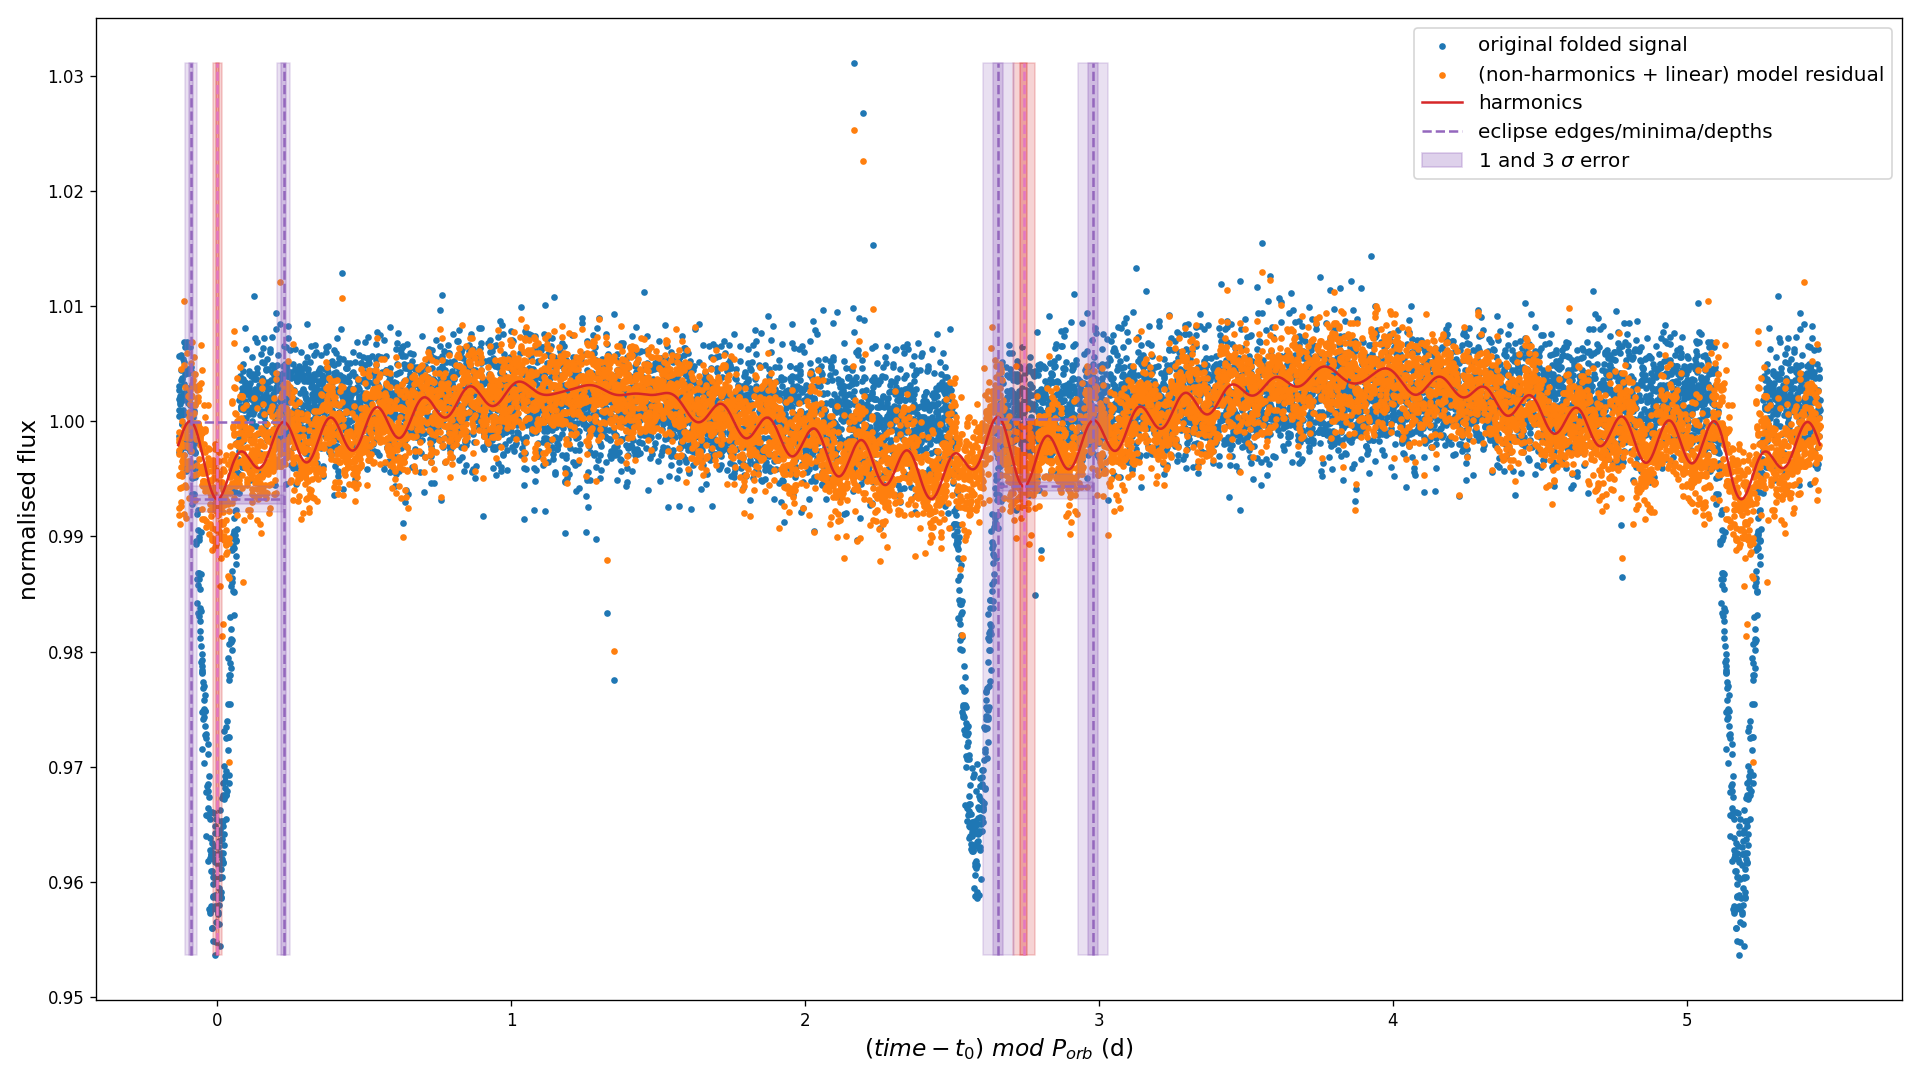 original folded signal
(non-harmonics + linear) model residual
harmonics
eclipse edges/minima/depths
1 and 3 σ error
1.03
1.02
1.01
1.00
0.99
0.98
0.97
0.96
0.95
normalised flux
0 1 2 3 4 5
(time − t₀) mod Pₒᵣb (d)